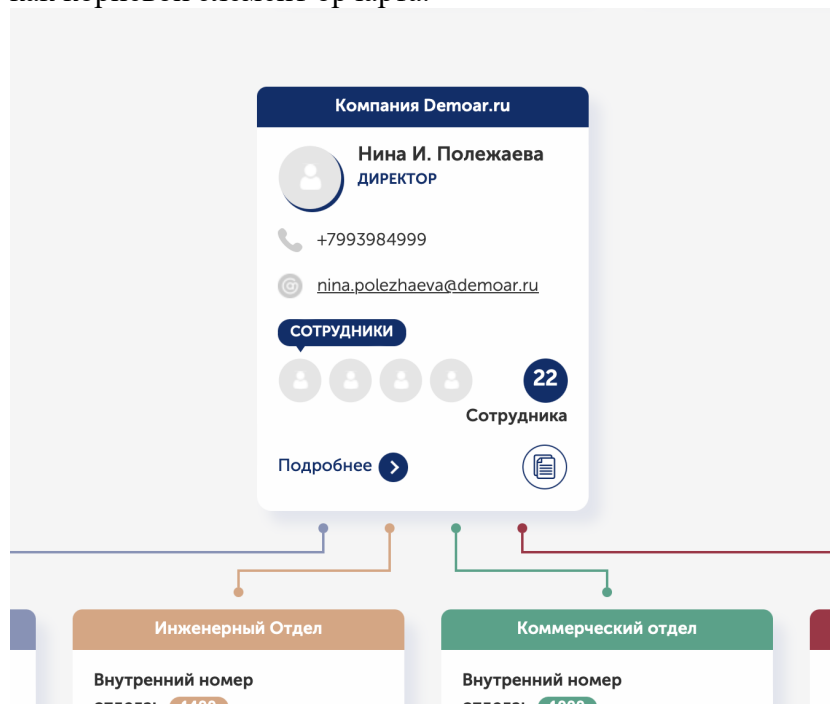 Компания Demoar.ru
Нина И. Полежаева
ДИРЕКТОР
+7993984999
nina.polezhaeva@demoar.ru
СОТРУДНИКИ
22
Сотрудника
Подробнее
Инженерный Отдел
Коммерческий отдел
Внутренний номер
Внутренний номер